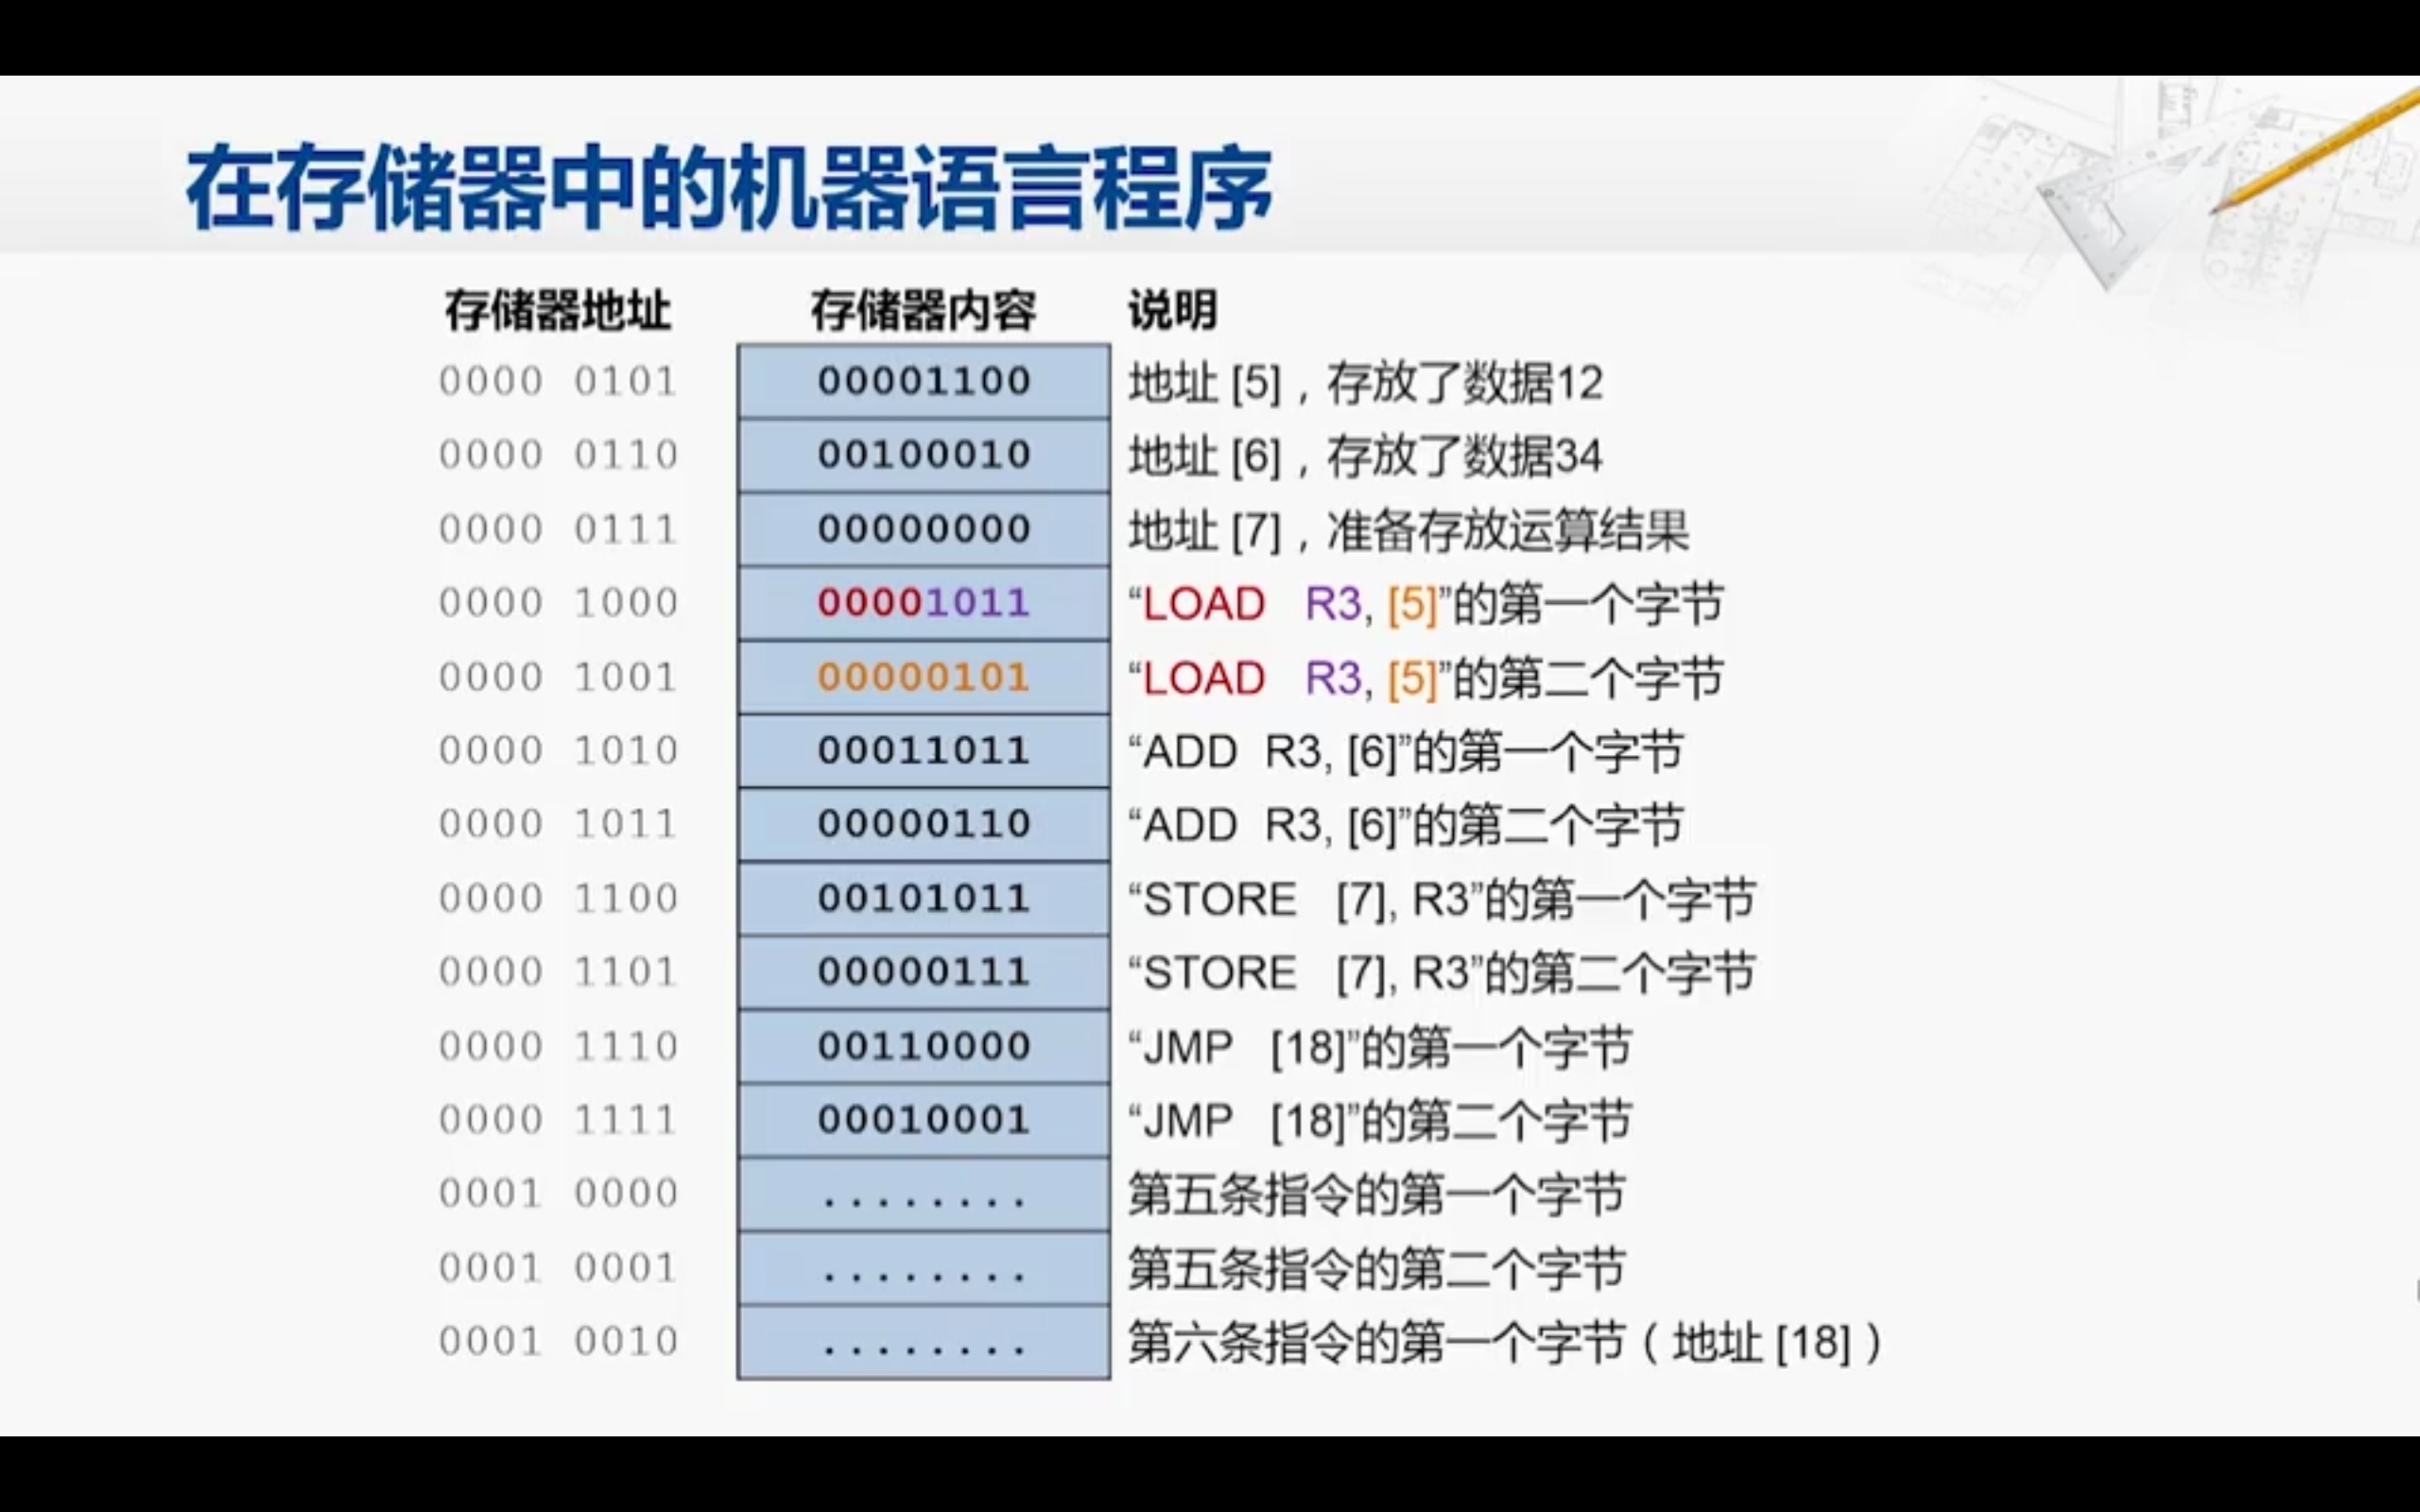 在存储器中的机器语言程序
存储器地址 存储器内容 说明
0000 0101 00001100 地址 [5]，存放了数据12
0000 0110 00100010 地址 [6]，存放了数据34
0000 0111 00000000 地址 [7]，准备存放运算结果
0000 1000 00001011 “LOAD R3, [5]”的第一个字节
0000 1001 00000101 “LOAD R3, [5]”的第二个字节
0000 1010 00011011 “ADD R3, [6]”的第一个字节
0000 1011 00000110 “ADD R3, [6]”的第二个字节
0000 1100 00101011 “STORE [7], R3”的第一个字节
0000 1101 00000111 “STORE [7], R3”的第二个字节
0000 1110 00110000 “JMP [18]”的第一个字节
0000 1111 00010001 “JMP [18]”的第二个字节
0001 0000 ........ 第五条指令的第一个字节
0001 0001 ........ 第五条指令的第二个字节
0001 0010 ........ 第六条指令的第一个字节（地址 [18]）